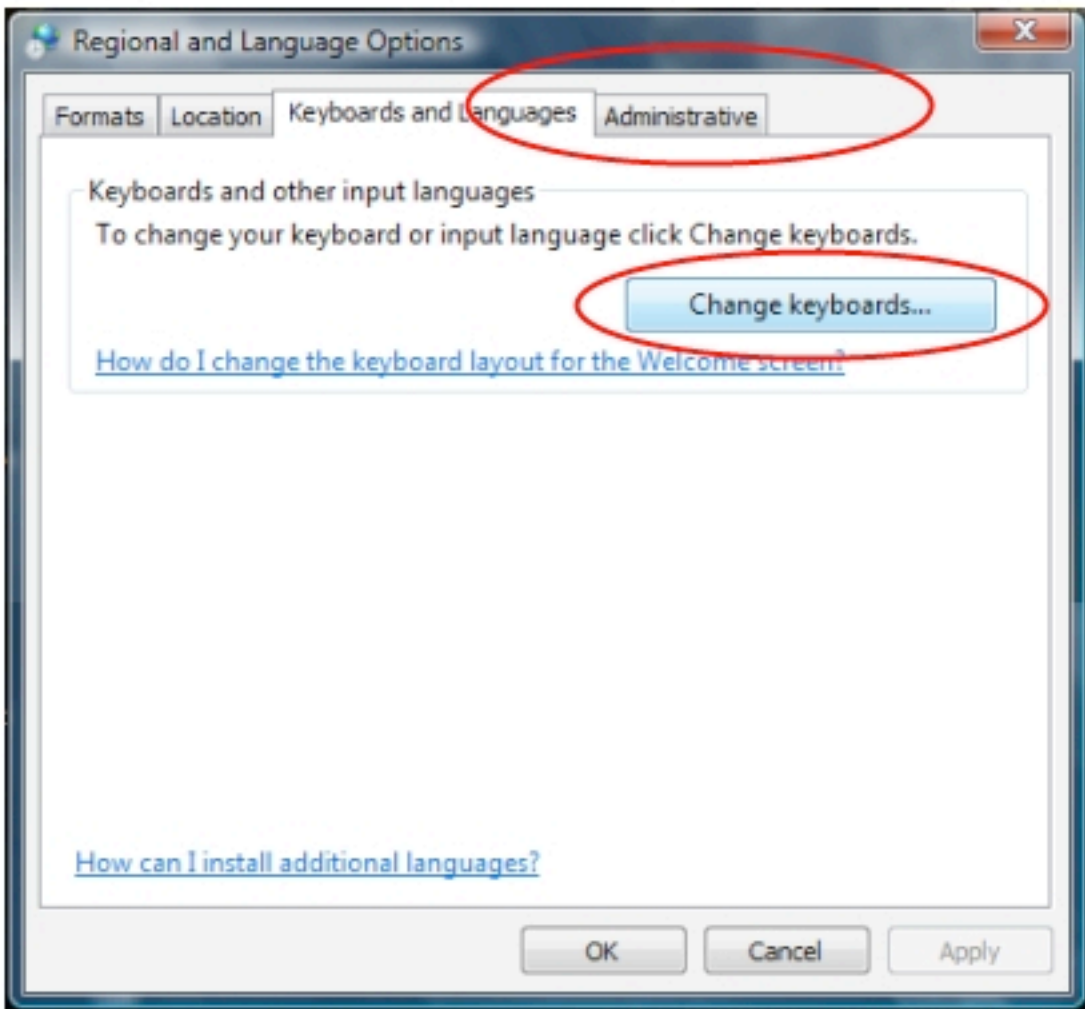 Regional and Language Options
Formats Location Keyboards and Languages Administrative
Keyboards and other input languages
To change your keyboard or input language click Change keyboards.
Change keyboards...
How do I change the keyboard layout for the Welcome screen?
How can I install additional languages?
OK Cancel Apply